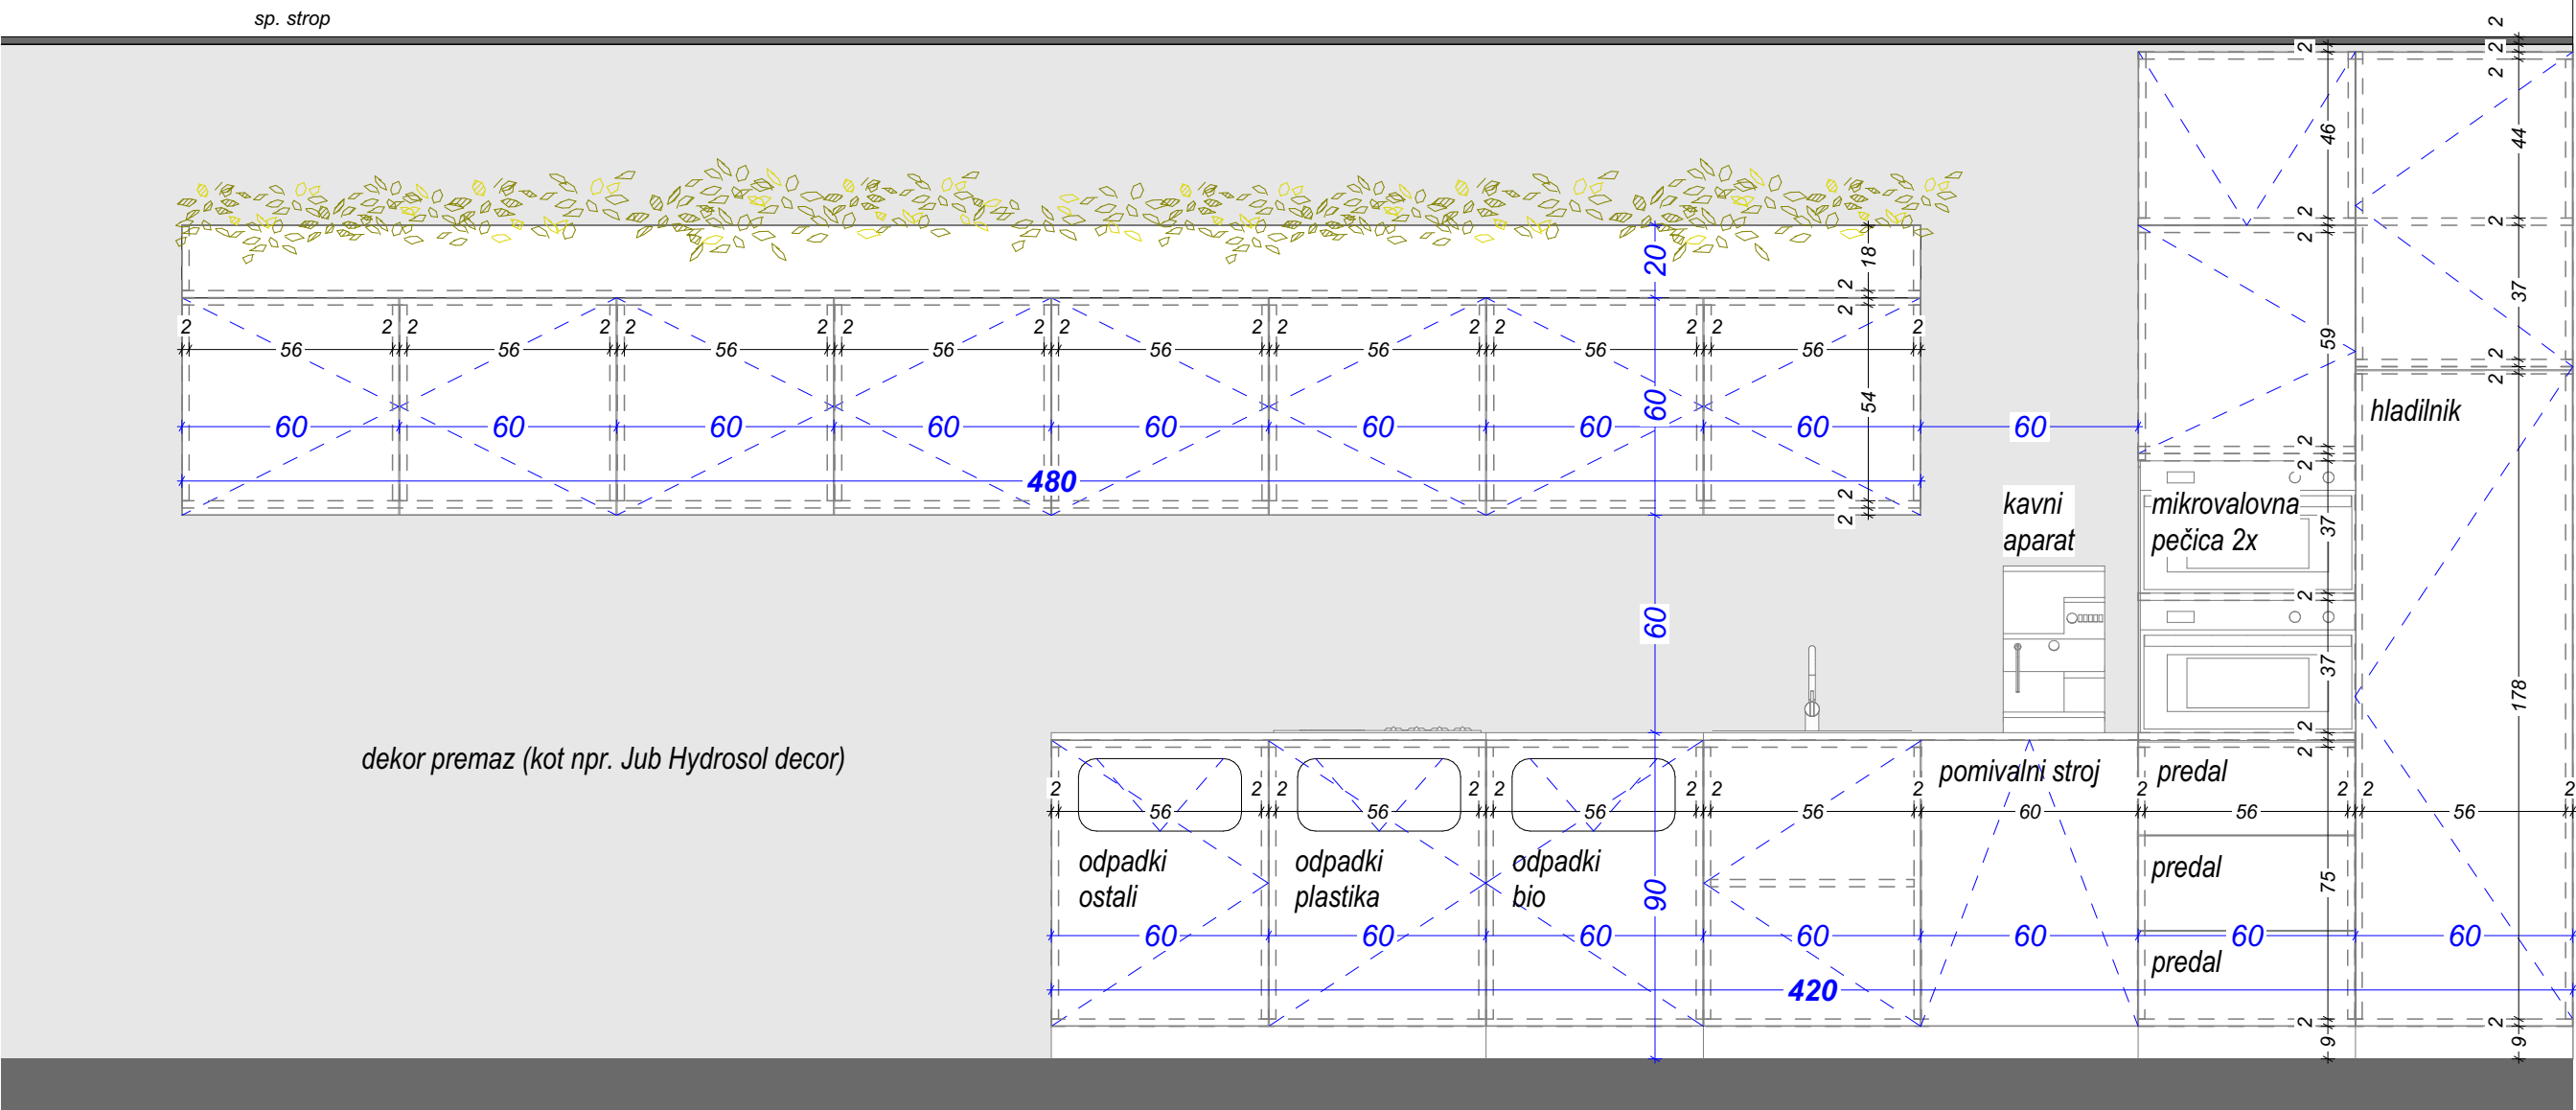 sp. strop
2
2 2
2
46 44
2 2
2
20 18
2
2
37
2 2 2 2 2 2 2 2 2 2 2 2 2 2 2 2
56 56 56 56 56 56 56 56
59
2
2
60 54
hladilnik
60 60 60 60 60 60 60 60 60
2
480
2
2
2
kavni
aparat
mikrovalovna
pečica 2x
37
2
60
37
178
2
2
dekor premaz (kot npr. Jub Hydrosol decor)
pomivalni stroj
predal
2 2 2 2 2 2 2 2 2 2 2 2
56 56 56 56 60 56 56
odpadki
ostali
odpadki
plastika
odpadki
bio
predal
90
75
60 60 60 60 60 60 60
predal
420
2 2
9 9